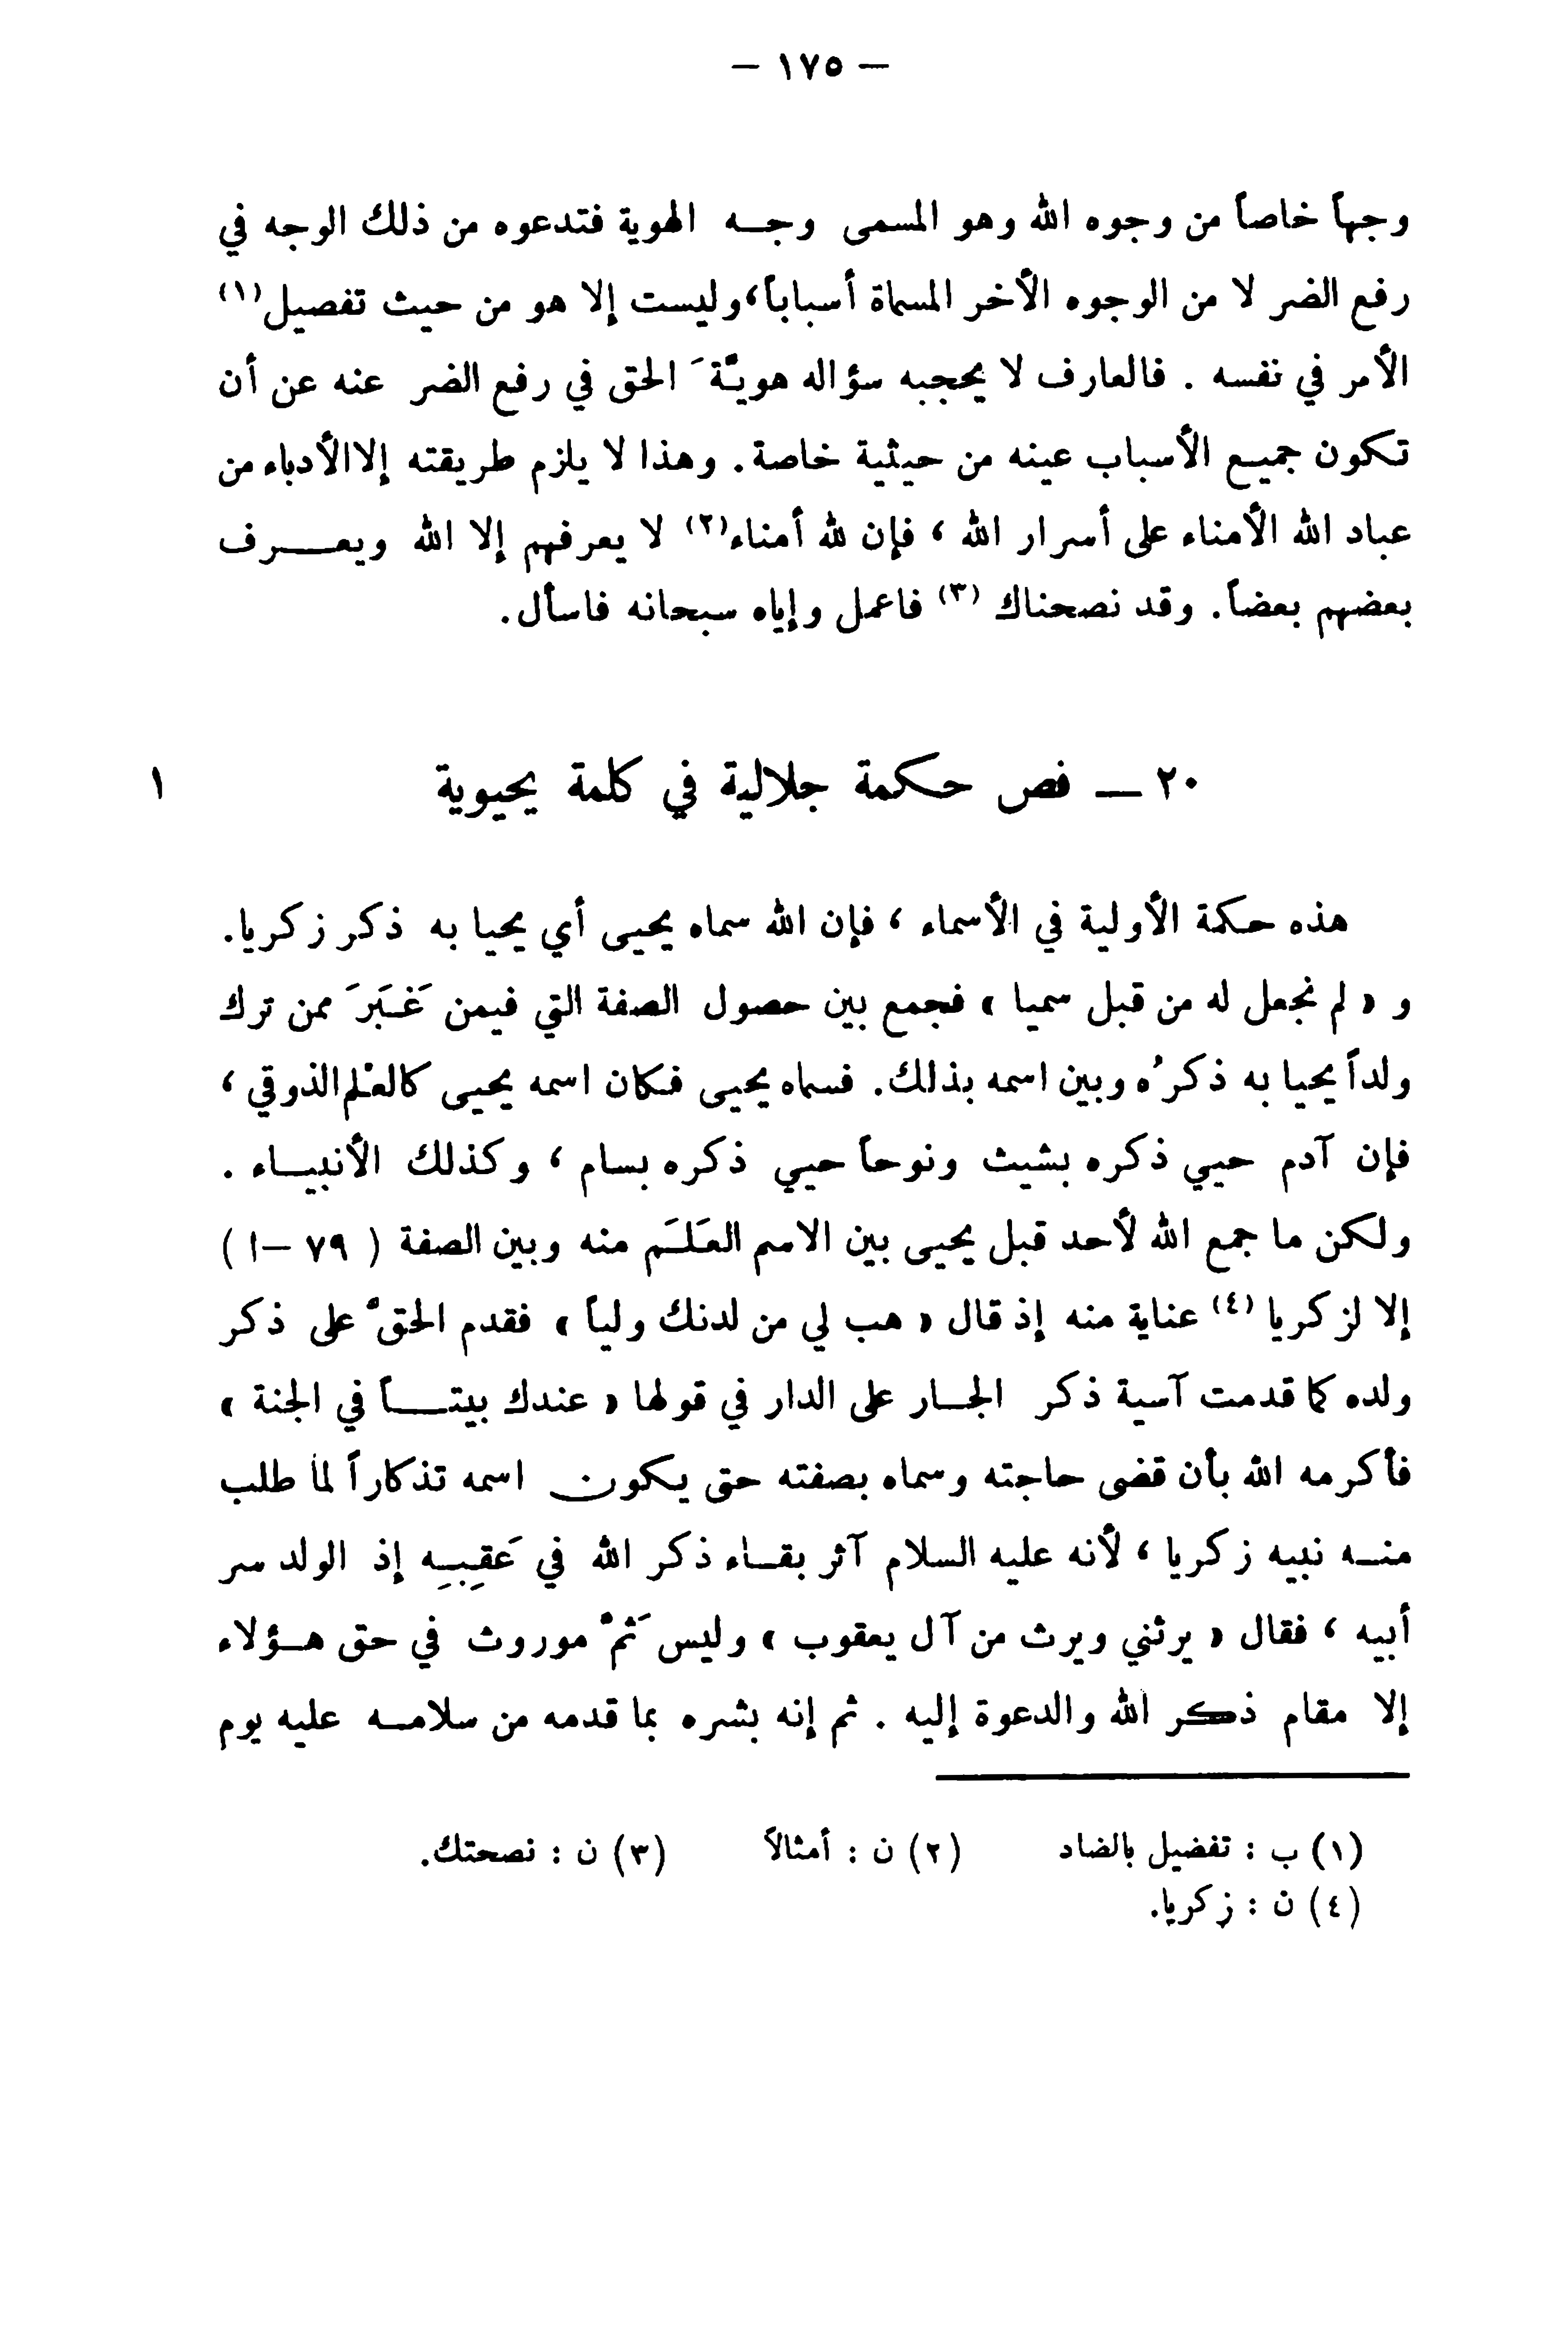 – ١٧٥ –
وجهاً خاصاً من وجوه الله وهو المسمى وجه الهوية فتدعوه من ذلك الوجه في
رفع الضر لا من الوجوه الأخر المسماة أسباباً، وليست إلا هو من حيث تفصيل(١)
الأمر في نفسه . فالعارف لا يحجبه سؤاله هويَّةَ الحق في رفع الضر عنه عن أن
تكون جميع الأسباب عينه من حيثية خاصة. وهذا لا يلزم طريقته إلا الأدباء من
عباد الله الأمناء على أسرار الله ، فإن لله أمناء(٢) لا يعرفهم إلا الله ويعرف
بعضهم بعضاً. وقد نصحناك (٣) فاعمل وإياه سبحانه فاسأل.
٢٠ – فص حكمة جلالية في كلمة يحيوية ١
هذه حكمة الأولية في الأسماء ، فإن الله سماه يحيى أي يحيا به ذكر زكريا.
و « لم نجعل له من قبل سميا » فجمع بين حصول الصفة التي فيمن غَبَرَ ممن ترك
ولداً يحيا به ذكرُه وبين اسمه بذلك. فسماه يحيى فكان اسمه يحيى كالعْلم الذوقي ،
فإن آدم حيي ذكره بشيث ونوحاً حيي ذكره بسام ، وكذلك الأنبياء .
ولكن ما جمع الله لأحد قبل يحيى بين الاسم العَلَم منه وبين الصفة ( ٧٩ –ا )
إلا لزكريا (٤) عناية منه إذ قال « هب لي من لدنك ولياً » فقدم الحقَّ على ذكر
ولده كما قدمت آسية ذكر الجار على الدار في قولها « عندك بيتاً في الجنة »
فأكرمه الله بأن قضى حاجته وسماه بصفته حتى يكون اسمه تذكاراً لما طلب
منه نبيه زكريا ، لأنه عليه السلام آثر بقاء ذكر الله في عَقِبِهِ إذ الولد سر
أبيه ، فقال « يرثني ويرث من آل يعقوب » وليس ثَمَّ موروث في حق هؤلاء
إلا مقام ذكر الله والدعوة إليه . ثم إنه بشره بما قدمه من سلامه عليه يوم
(١) ب : تفضيل بالضاد (٢) ن : أمثالاً (٣) ن : نصحتك.
(٤) ن : زكريا.